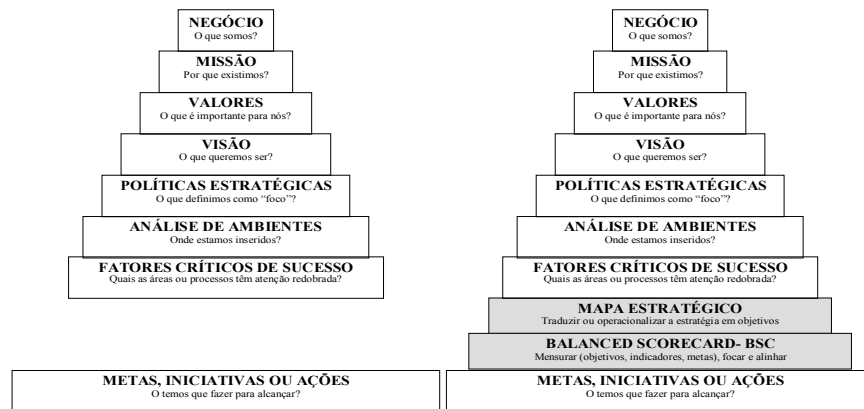 NEGÓCIO
O que somos?
MISSÃO
Por que existimos?
VALORES
O que é importante para nós?
VISÃO
O que queremos ser?
POLÍTICAS ESTRATÉGICAS
O que definimos como “foco”?
ANÁLISE DE AMBIENTES
Onde estamos inseridos?
FATORES CRÍTICOS DE SUCESSO
Quais as áreas ou processos têm atenção redobrada?
METAS, INICIATIVAS OU AÇÕES
O temos que fazer para alcançar?
NEGÓCIO
O que somos?
MISSÃO
Por que existimos?
VALORES
O que é importante para nós?
VISÃO
O que queremos ser?
POLÍTICAS ESTRATÉGICAS
O que definimos como “foco”?
ANÁLISE DE AMBIENTES
Onde estamos inseridos?
FATORES CRÍTICOS DE SUCESSO
Quais as áreas ou processos têm atenção redobrada?
MAPA ESTRATÉGICO
Traduzir ou operacionalizar a estratégia em objetivos
BALANCED SCORECARD- BSC
Mensurar (objetivos, indicadores, metas), focar e alinhar
METAS, INICIATIVAS OU AÇÕES
O temos que fazer para alcançar?